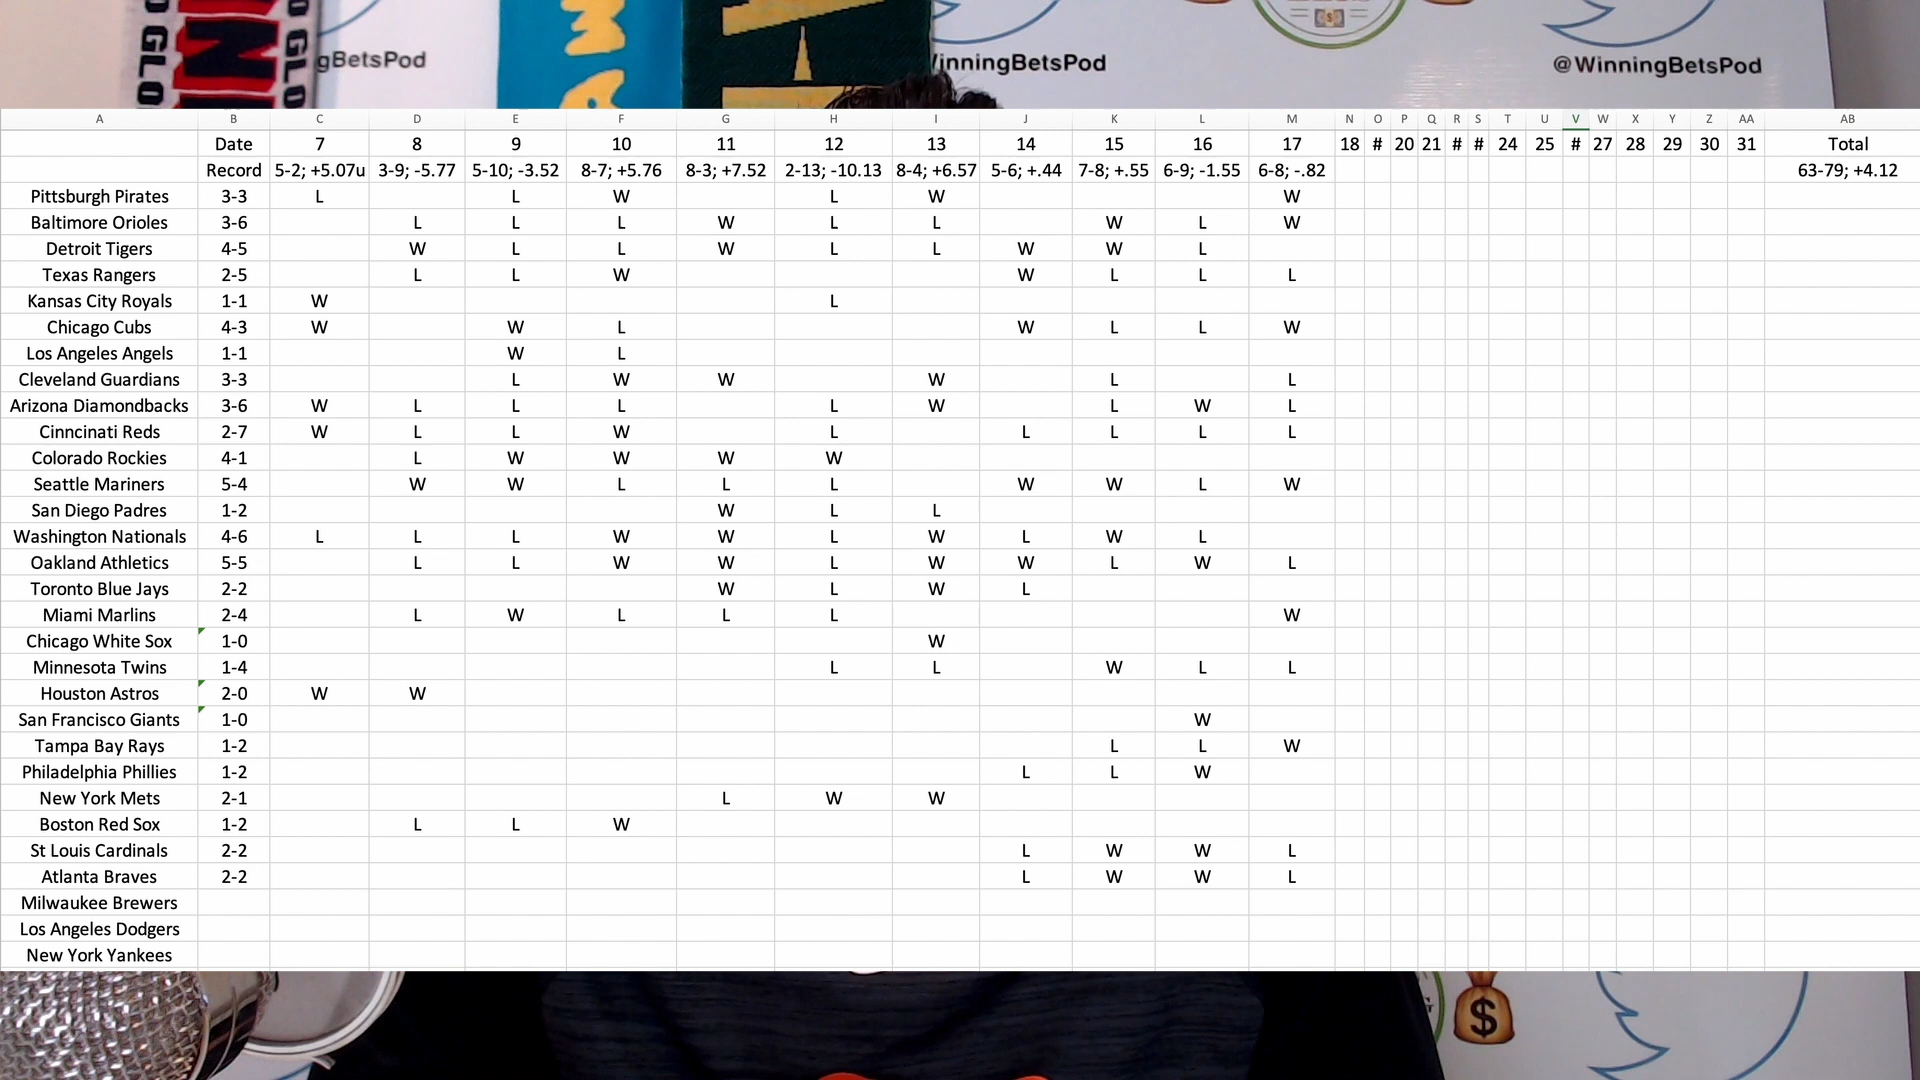 D GLO
INN
D GLO
gBetsPod
WinningBetsPod
@WinningBetsPod
A B C D E F G H I J K L M N O P Q R S T U V W X Y Z AA AB
Date 7 8 9 10 11 12 13 14 15 16 17 18 # 20 21 # # 24 25 # 27 28 29 30 31 Total
Record 5-2; +5.07u 3-9; -5.77 5-10; -3.52 8-7; +5.76 8-3; +7.52 2-13; -10.13 8-4; +6.57 5-6; +.44 7-8; +.55 6-9; -1.55 6-8; -.82 63-79; +4.12
Pittsburgh Pirates 3-3 L L W L W W
Baltimore Orioles 3-6 L L L W L L W L W
Detroit Tigers 4-5 W L L W L L W W L
Texas Rangers 2-5 L L W W L L L
Kansas City Royals 1-1 W L
Chicago Cubs 4-3 W W L W L L W
Los Angeles Angels 1-1 W L
Cleveland Guardians 3-3 L W W W L L
Arizona Diamondbacks 3-6 W L L L L W L W L
Cinncinati Reds 2-7 W L L W L L L L L
Colorado Rockies 4-1 L W W W W
Seattle Mariners 5-4 W W L L L W W L W
San Diego Padres 1-2 W L L
Washington Nationals 4-6 L L L W W L W L W L
Oakland Athletics 5-5 L L W W L W W L W L
Toronto Blue Jays 2-2 W L W L
Miami Marlins 2-4 L W L L L W
Chicago White Sox 1-0 W
Minnesota Twins 1-4 L L W L L
Houston Astros 2-0 W W
San Francisco Giants 1-0 W
Tampa Bay Rays 1-2 L L W
Philadelphia Phillies 1-2 L L W
New York Mets 2-1 L W W
Boston Red Sox 1-2 L L W
St Louis Cardinals 2-2 L W W L
Atlanta Braves 2-2 L W W L
Milwaukee Brewers
Los Angeles Dodgers
New York Yankees
$